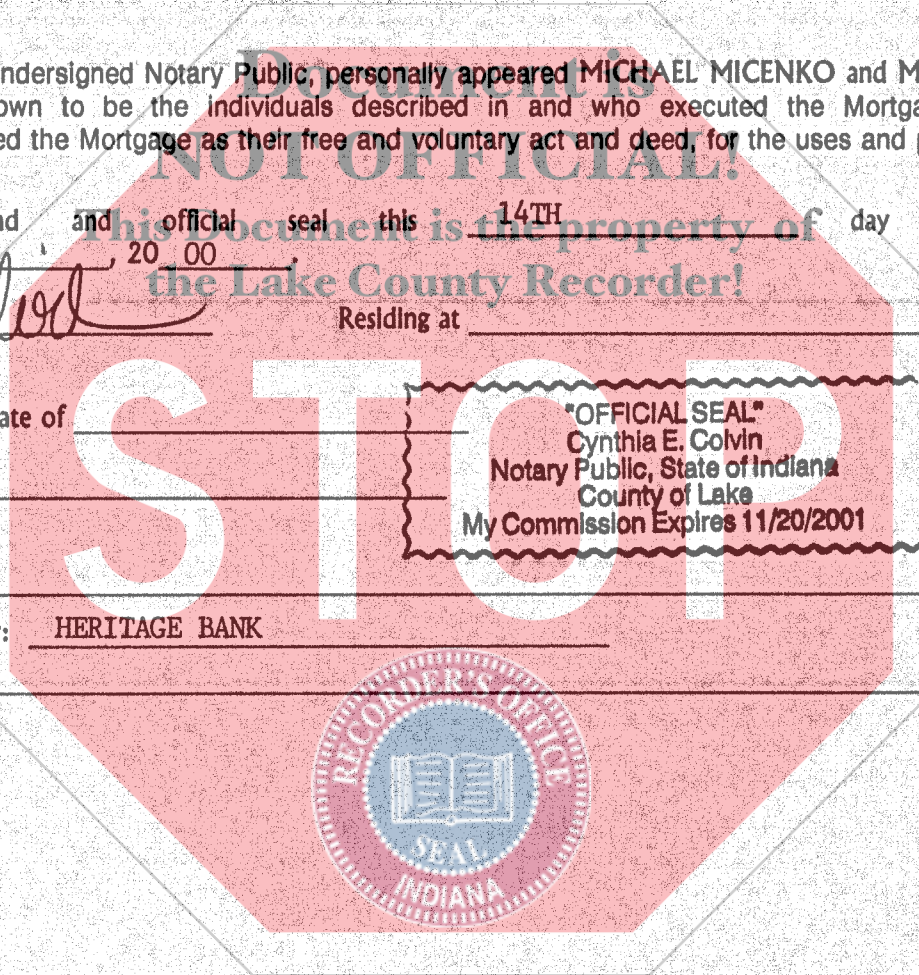 Document is
ndersigned Notary Public, personally appeared MICHAEL MICENKO and M
own to be the individuals described in and who executed the Mortga
ed the Mortgage as their free and voluntary act and deed, for the uses and p
NOT OFFICIAL!
nd and official seal this 14TH day
This Document is the property of
, 20 00 .
the Lake County Recorder!
Residing at
STOP
ate of
"OFFICIAL SEAL"
Cynthia E. Colvin
Notary Public, State of Indiana
County of Lake
My Commission Expires 11/20/2001
: HERITAGE BANK
RECORDER'S OFFICE
SEAL
INDIANA